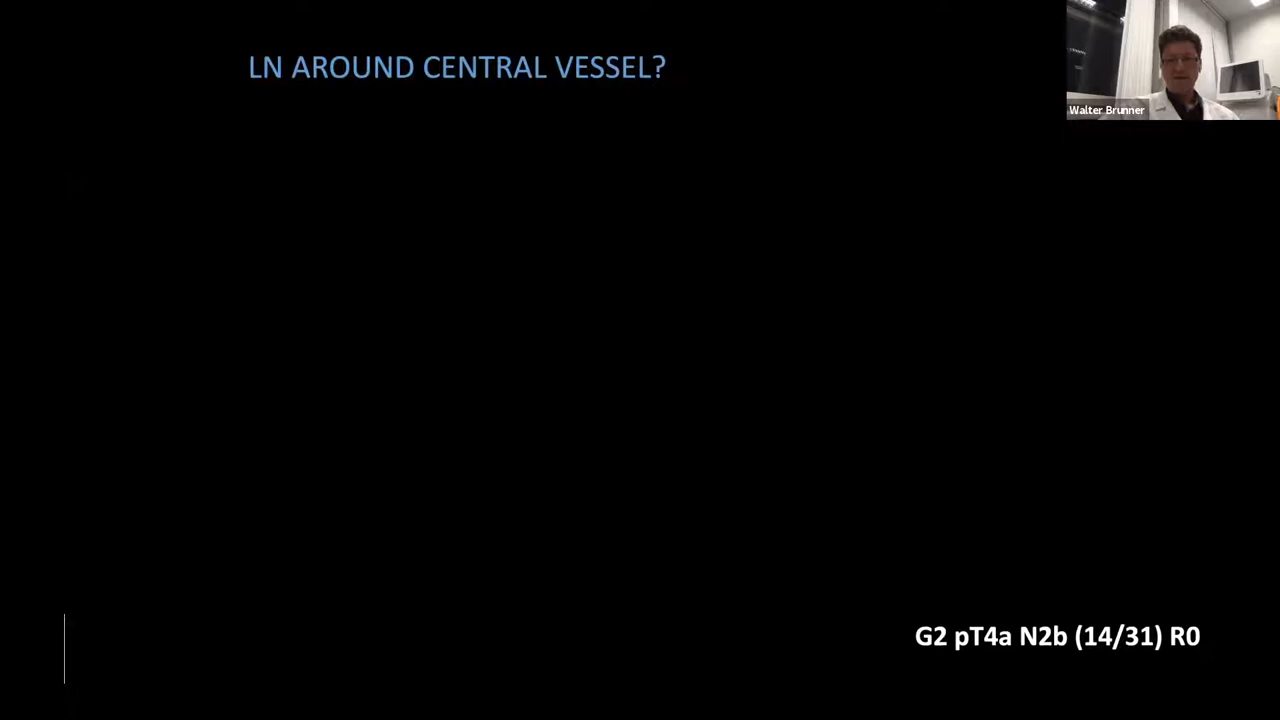 LN AROUND CENTRAL VESSEL?
Walter Brunner
G2 pT4a N2b (14/31) R0